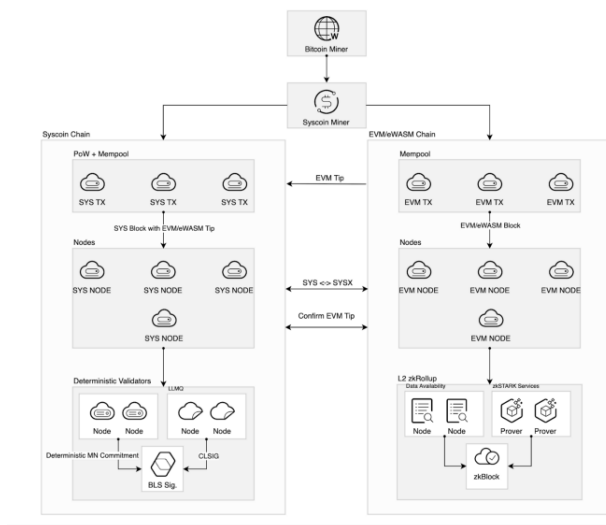 W
Bitcoin Miner
Syscoin Miner
Syscoin Chain
EVM/eWASM Chain
PoW + Mempool
SYS TX SYS TX SYS TX
Mempool
EVM TX EVM TX EVM TX
EVM Tip
SYS Block with EVM/eWASM Tip
EVM/eWASM Block
Nodes
SYS NODE SYS NODE SYS NODE
SYS NODE
Nodes
EVM NODE EVM NODE EVM NODE
EVM NODE
SYS <-> SYSX
Confirm EVM Tip
Deterministic Validators
LLMQ
Node Node Node Node
Deterministic MN Commitment
CLSIG
BLS Sig.
L2 zkRollup
Data Availability
zkSTARK Services
Node Node Prover Prover
zkBlock